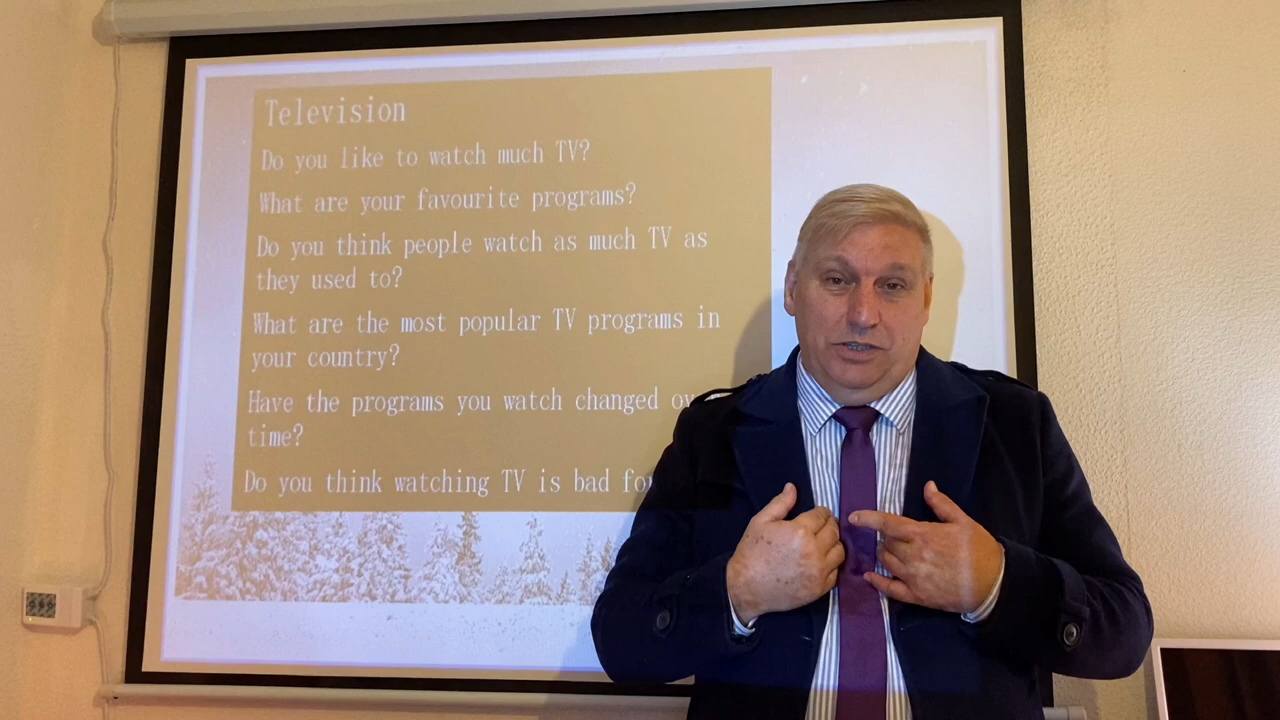 Television
Do you like to watch much TV?
What are your favourite programs?
Do you think people watch as much TV as
they used to?
What are the most popular TV programs in
your country?
Have the programs you watch changed
time?
Do you think watching TV is bad